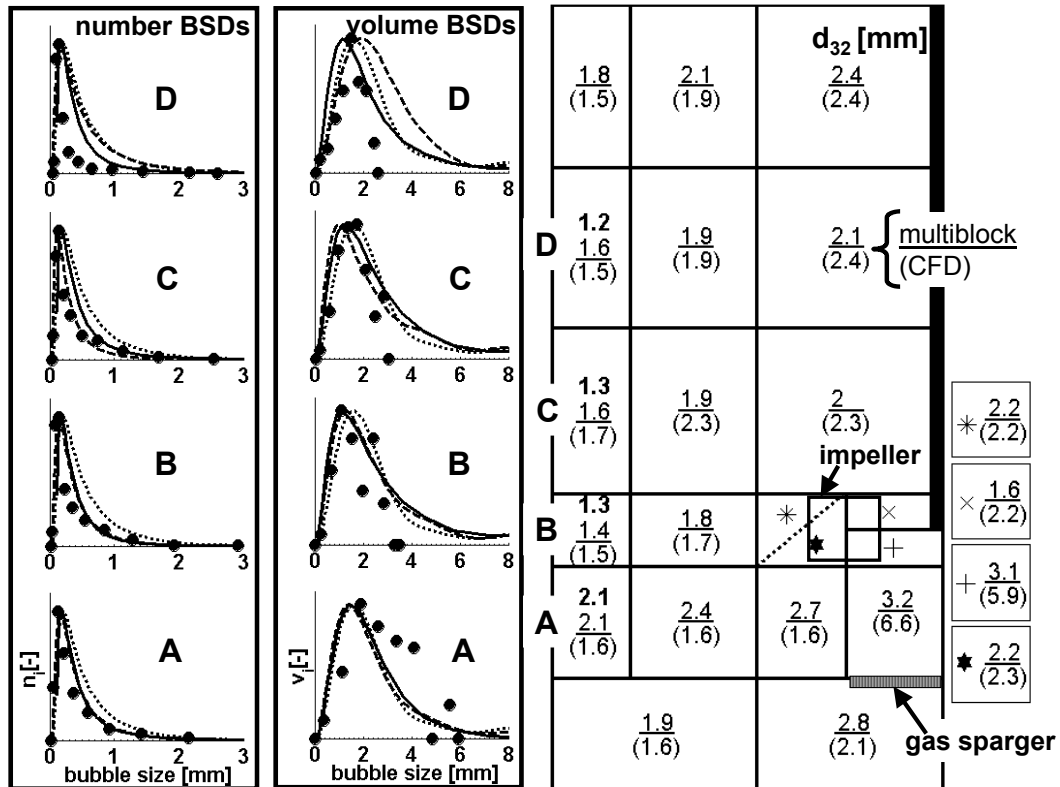 number BSDs
D
0 1 2 3
C
0 1 2 3
B
0 1 2 3
A
n_i[-]
0 1 2 3
bubble size [mm]
volume BSDs
D
0 2 4 6 8
C
0 2 4 6 8
B
0 2 4 6 8
A
v_i[-]
0 2 4 6 8
bubble size [mm]
d_32 [mm]
1.8 2.1 2.4
(1.5) (1.9) (2.4)
D
1.2
1.6 1.9 2.1
(1.5) (1.9) (2.4)
multiblock
(CFD)
C
1.3
1.6 1.9 2
(1.7) (2.3) (2.3)
impeller
B
1.3
1.4 1.8
(1.5) (1.7)
A
2.1
2.1 2.4 2.7 3.2
(1.6) (1.6) (1.6) (6.6)
1.9 2.8
(1.6) (2.1)
gas sparger
2.2
(2.2)
1.6
(2.2)
3.1
(5.9)
2.2
(2.3)